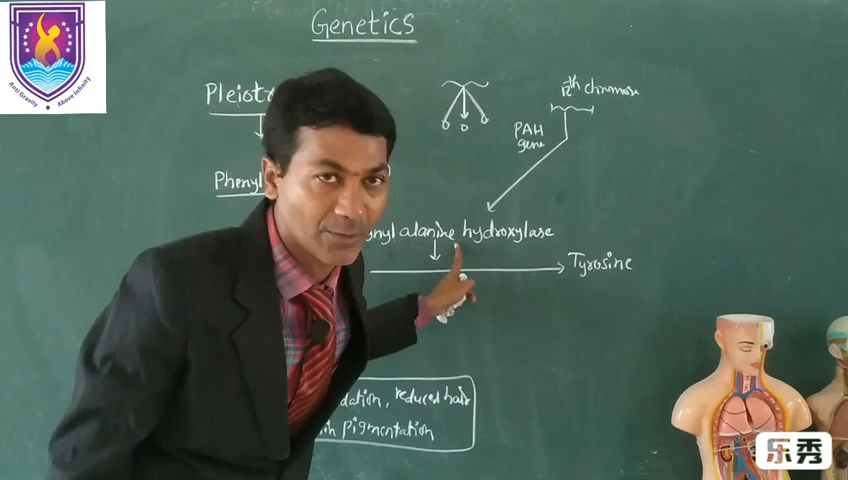 Genetics
Anti Gravity
Above Infinity
Pleiotr
12th chromosome
PAH
gene
Phenyl
nyl alanine hydroxylase
Tyrosine
dation, reduced hair
Pigmentation
乐秀